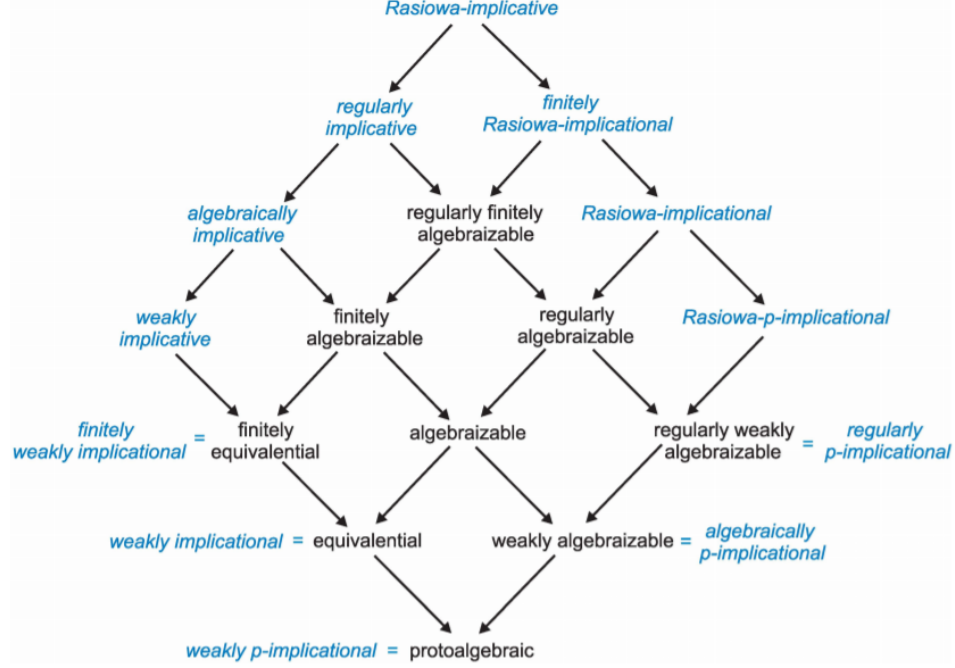 Rasiowa-implicative
regularly
implicative
finitely
Rasiowa-implicational
algebraically
implicative
regularly finitely
algebraizable
Rasiowa-implicational
weakly
implicative
finitely
algebraizable
regularly
algebraizable
Rasiowa-p-implicational
finitely
weakly implicational
=
finitely
equivalential
algebraizable
regularly weakly
algebraizable
=
regularly
p-implicational
weakly implicational = equivalential
weakly algebraizable =
algebraically
p-implicational
weakly p-implicational = protoalgebraic